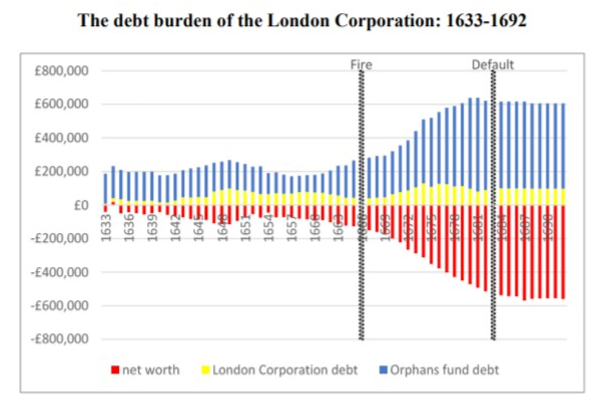 The debt burden of the London Corporation: 1633-1692
Fire Default
£800,000
£600,000
£400,000
£200,000
£0
-£200,000
-£400,000
-£600,000
-£800,000
1633 1636 1639 1642 1645 1648 1651 1654 1657 1660 1663 1669 1672 1675 1678 1681 1684 1687 1690
net worth London Corporation debt Orphans fund debt